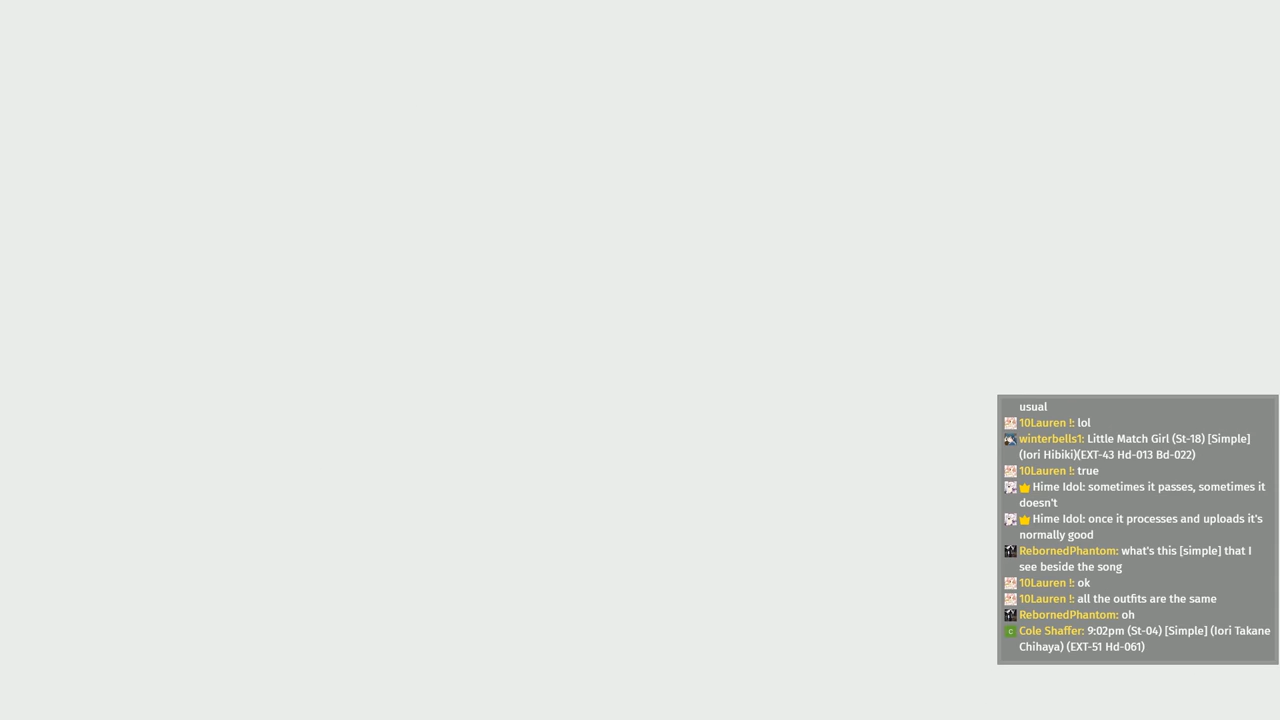 usual
10Lauren !: lol
winterbells1: Little Match Girl (St-18) [Simple]
(Iori Hibiki)(EXT-43 Hd-013 Bd-022)
10Lauren !: true
Hime Idol: sometimes it passes, sometimes it
doesn't
Hime Idol: once it processes and uploads it's
normally good
RebornedPhantom: what's this [simple] that I
see beside the song
10Lauren !: ok
10Lauren !: all the outfits are the same
RebornedPhantom: oh
C Cole Shaffer: 9:02pm (St-04) [Simple] (Iori Takane
Chihaya) (EXT-51 Hd-061)